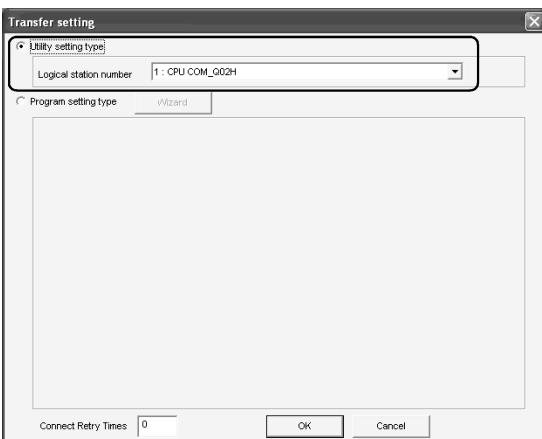 Transfer setting
Utility setting type
Logical station number 1 : CPU COM_Q02H
Program setting type Wizard
Connect Retry Times 0 OK Cancel